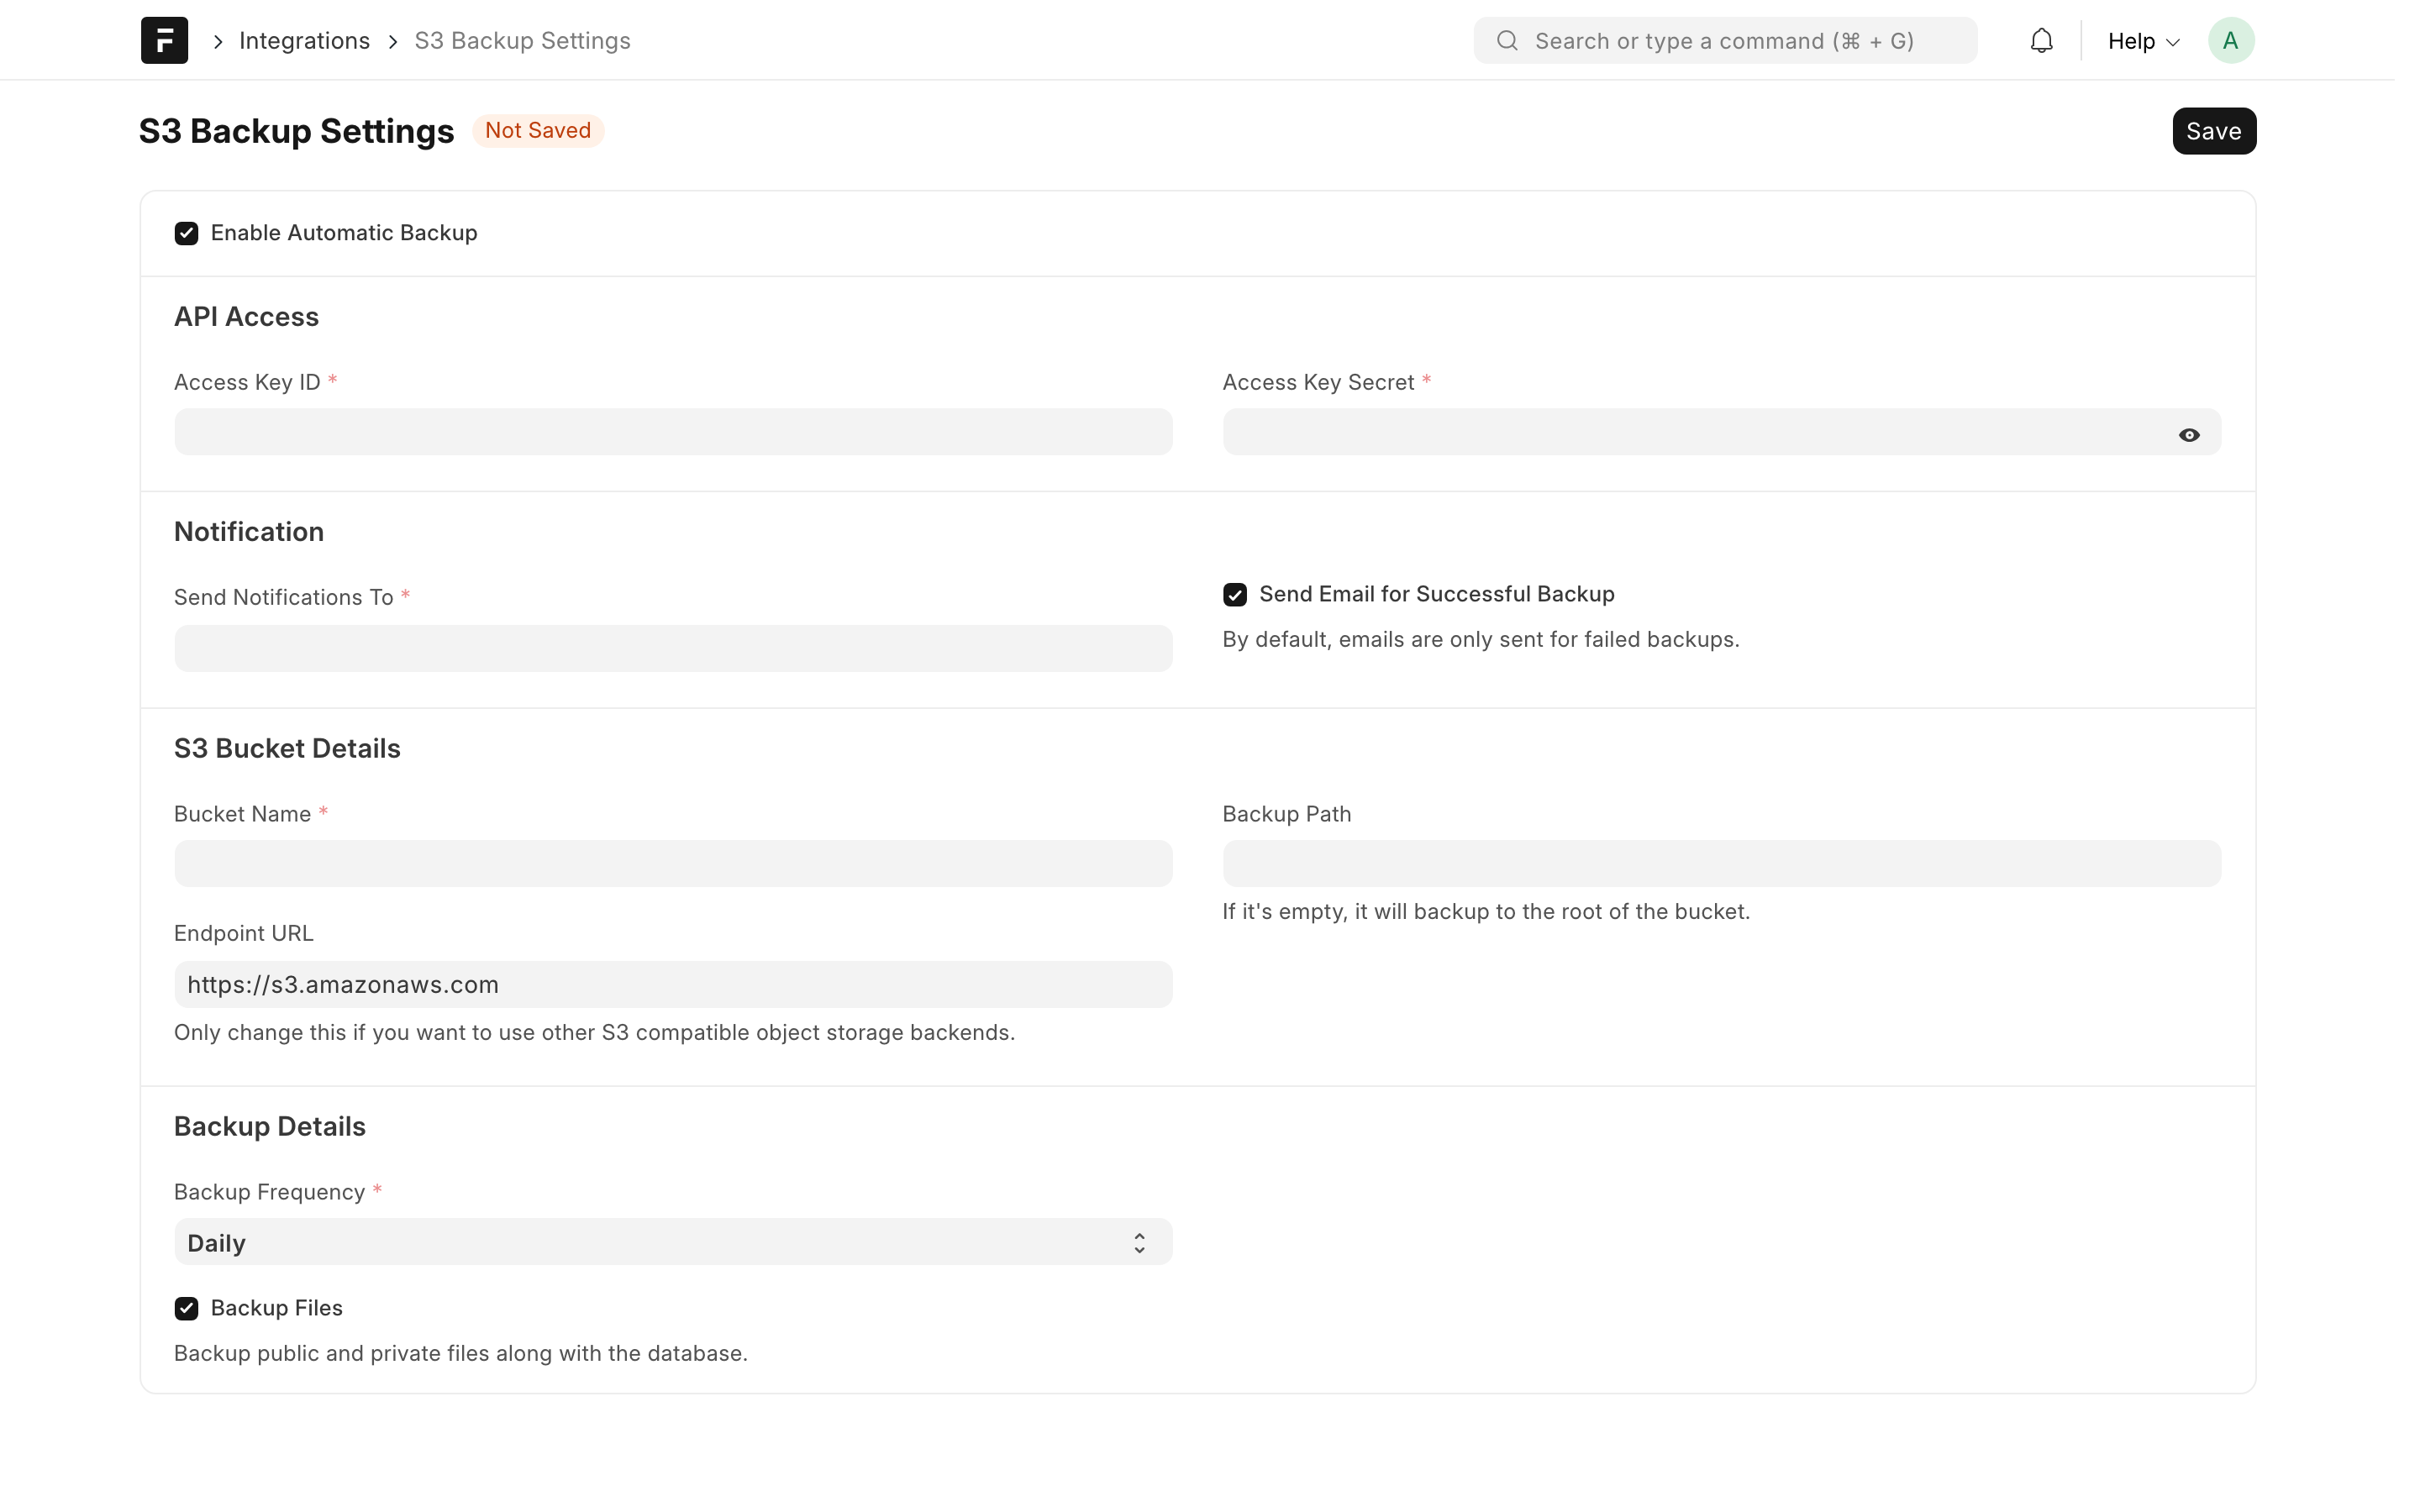 Integrations
S3 Backup Settings
Search or type a command (⌘ + G)
Help
A
S3 Backup Settings
Not Saved
Save
Enable Automatic Backup
API Access
Access Key ID *
Access Key Secret *
Notification
Send Notifications To *
Send Email for Successful Backup
By default, emails are only sent for failed backups.
S3 Bucket Details
Bucket Name *
Backup Path
If it's empty, it will backup to the root of the bucket.
Endpoint URL
https://s3.amazonaws.com
Only change this if you want to use other S3 compatible object storage backends.
Backup Details
Backup Frequency *
Daily
Backup Files
Backup public and private files along with the database.